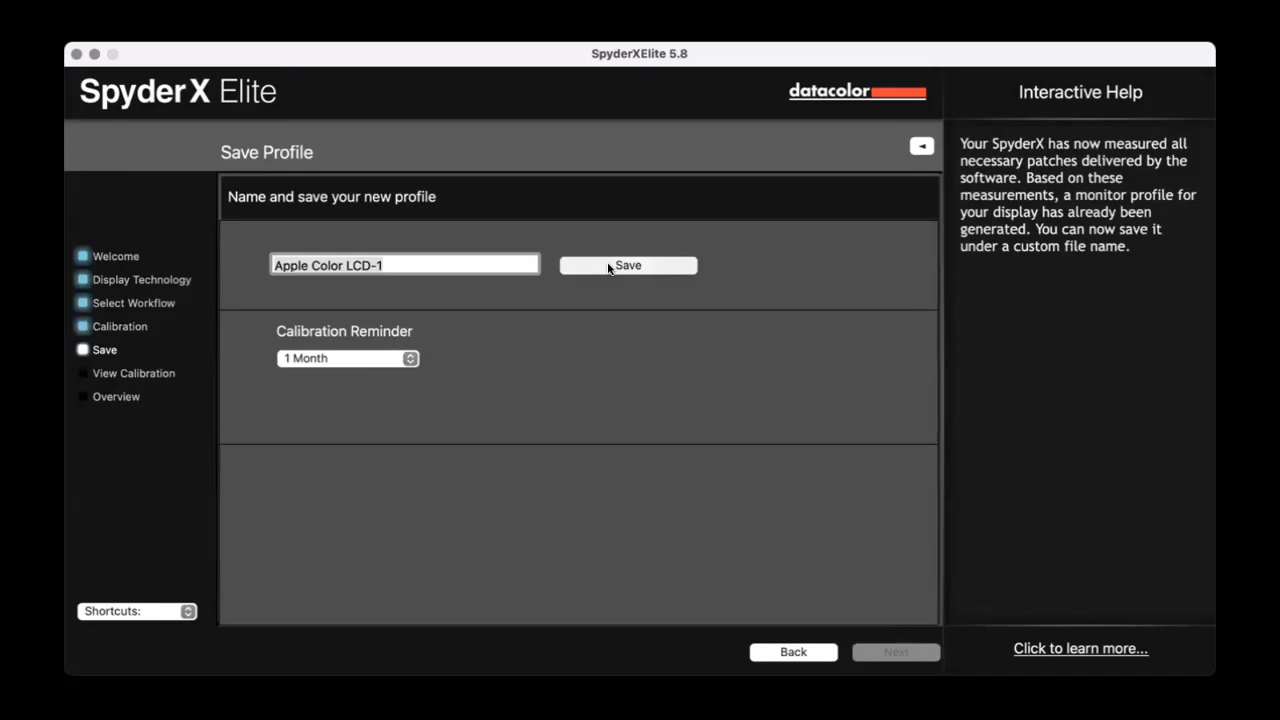 SpyderXElite 5.8
SpyderX Elite
datacolor
Interactive Help
Save Profile
Name and save your new profile
Welcome
Display Technology
Select Workflow
Calibration
Save
View Calibration
Overview
Apple Color LCD-1
Save
Calibration Reminder
1 Month
Your SpyderX has now measured all
necessary patches delivered by the
software. Based on these
measurements, a monitor profile for
your display has already been
generated. You can now save it
under a custom file name.
Shortcuts:
Back
Next
Click to learn more...